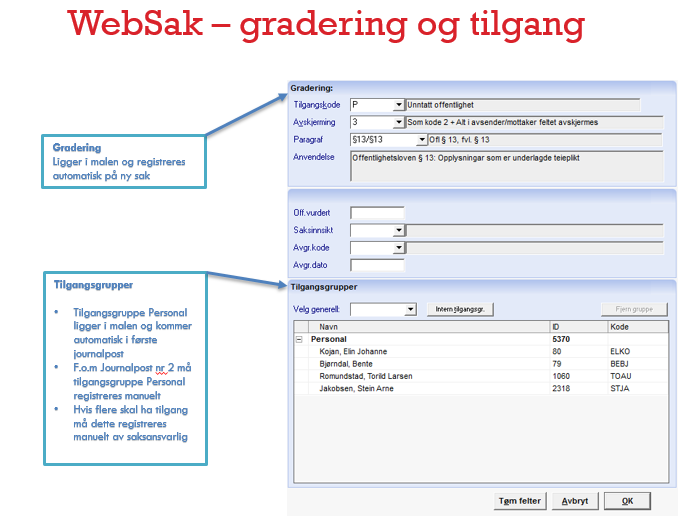 WebSak – gradering og tilgang
Gradering
Ligger i malen og registreres
automatisk på ny sak
Tilgangsgrupper
• Tilgangsgruppe Personal
ligger i malen og kommer
automatisk i første
journalpost
• F.o.m Journalpost nr 2 må
tilgangsgruppe Personal
registreres manuelt
• Hvis flere skal ha tilgang
må dette registreres
manuelt av saksansvarlig
Gradering:
Tilgangskode P Unntatt offentlighet
Avskjerming 3 Som kode 2 + Alt i avsender/mottaker feltet avskjermes
Paragraf §13/§13 Ofl § 13, fvl. § 13
Anvendelse Offentlighetsloven § 13: Opplysningar som er underlagde teieplikt
Off.vurdert
Saksinnsikt
Avgr.kode
Avgr.dato
Tilgangsgrupper
Velg generell: Intern tilgangsgr. Fjern gruppe
Navn ID Kode
Personal 5370
Kojan, Elin Johanne 80 ELKO
Bjørndal, Bente 79 BEBJ
Romundstad, Torild Larsen 1060 TOAU
Jakobsen, Stein Arne 2318 STJA
Tøm felter Avbryt OK